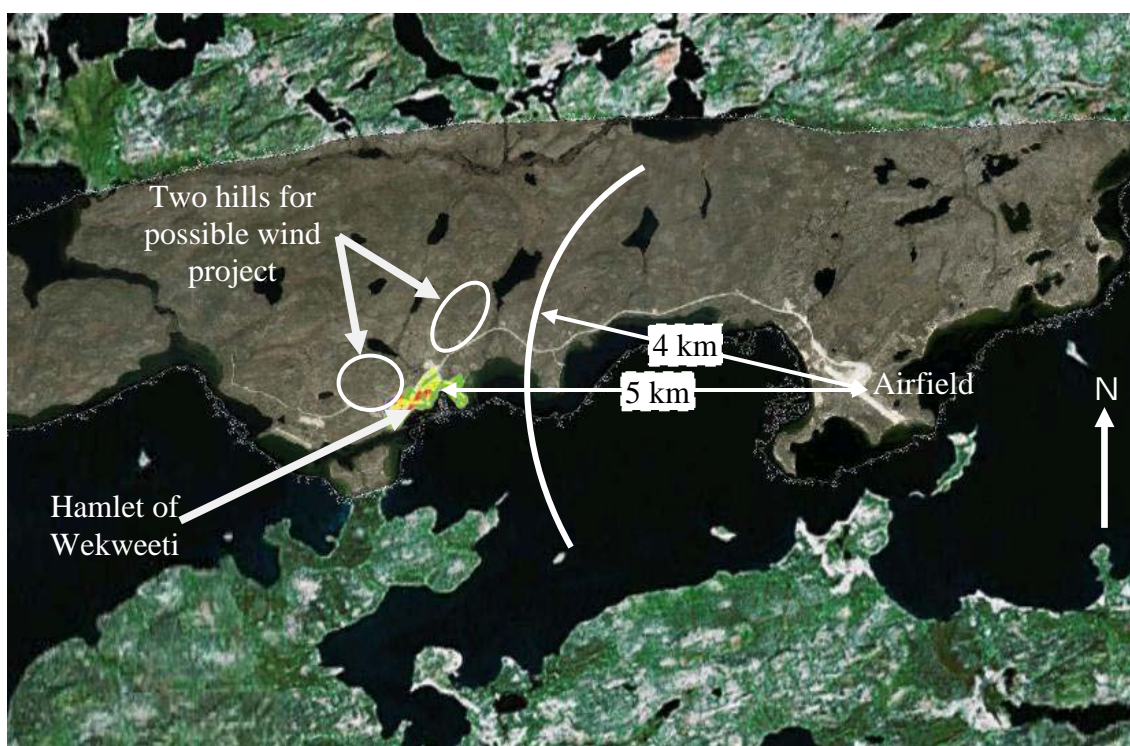 Two hills for
possible wind
project
4 km
5 km
Airfield
N
Hamlet of
Wekweeti